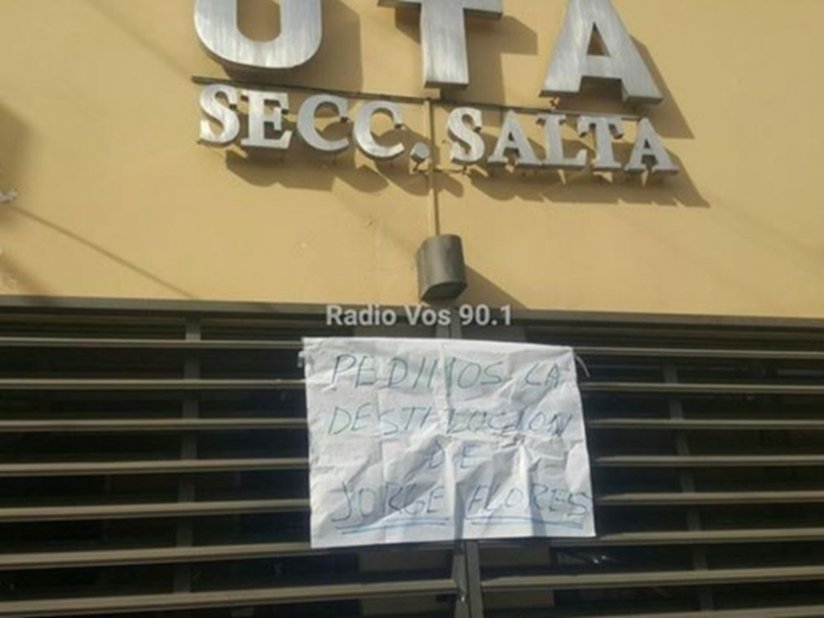 UTA
SECC. SALTA
Radio Vos 90.1
PEDIMOS LA
DESTITUCION
DE
JORGE FLORES